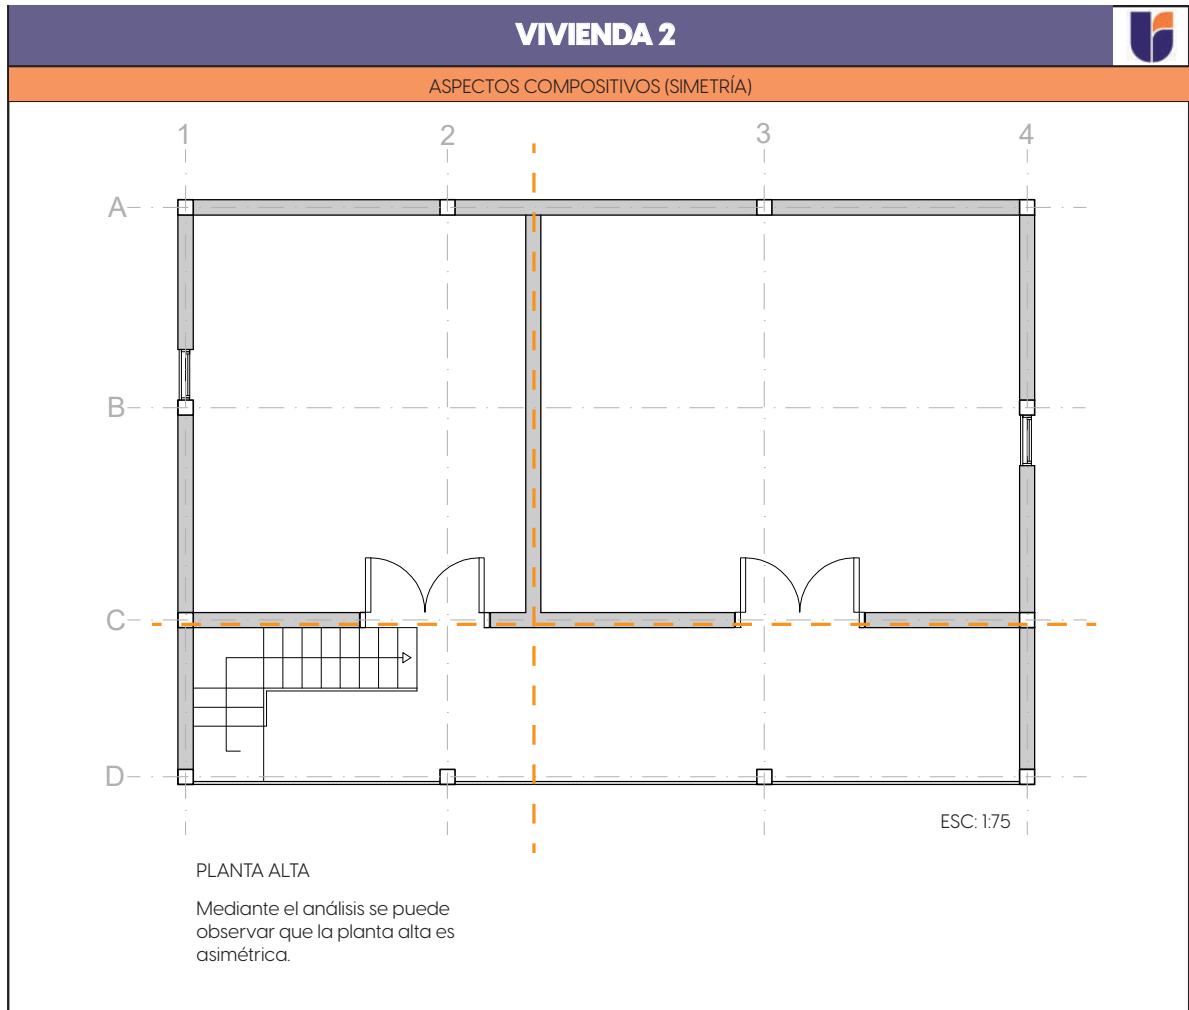 VIVIENDA 2
ASPECTOS COMPOSITIVOS (SIMETRÍA)
1 2 3 4
A
B
C
D
ESC: 1:75
PLANTA ALTA
Mediante el análisis se puede
observar que la planta alta es
asimétrica.